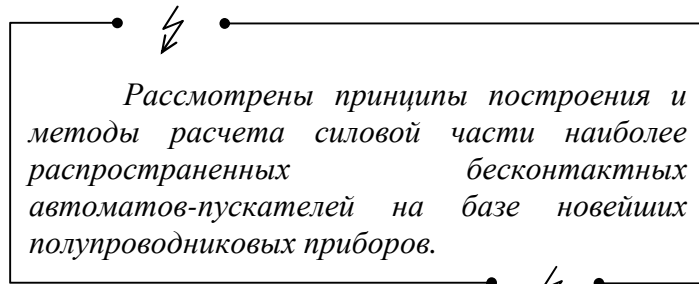 Рассмотрены принципы построения и
методы расчета силовой части наиболее
распространенных бесконтактных
автоматов-пускателей на базе новейших
полупроводниковых приборов.